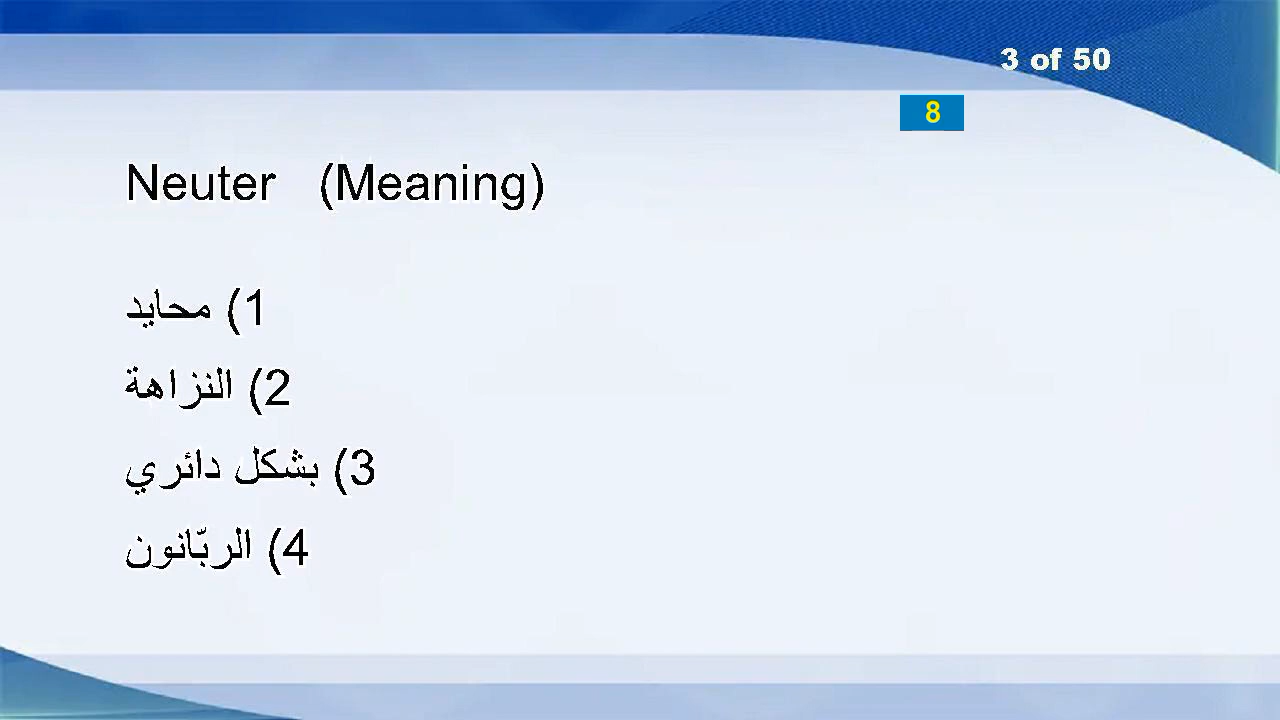 3 of 50
8
Neuter (Meaning)
1) محايد
2) النزاهة
3) بشكل دائري
4) الربّانون